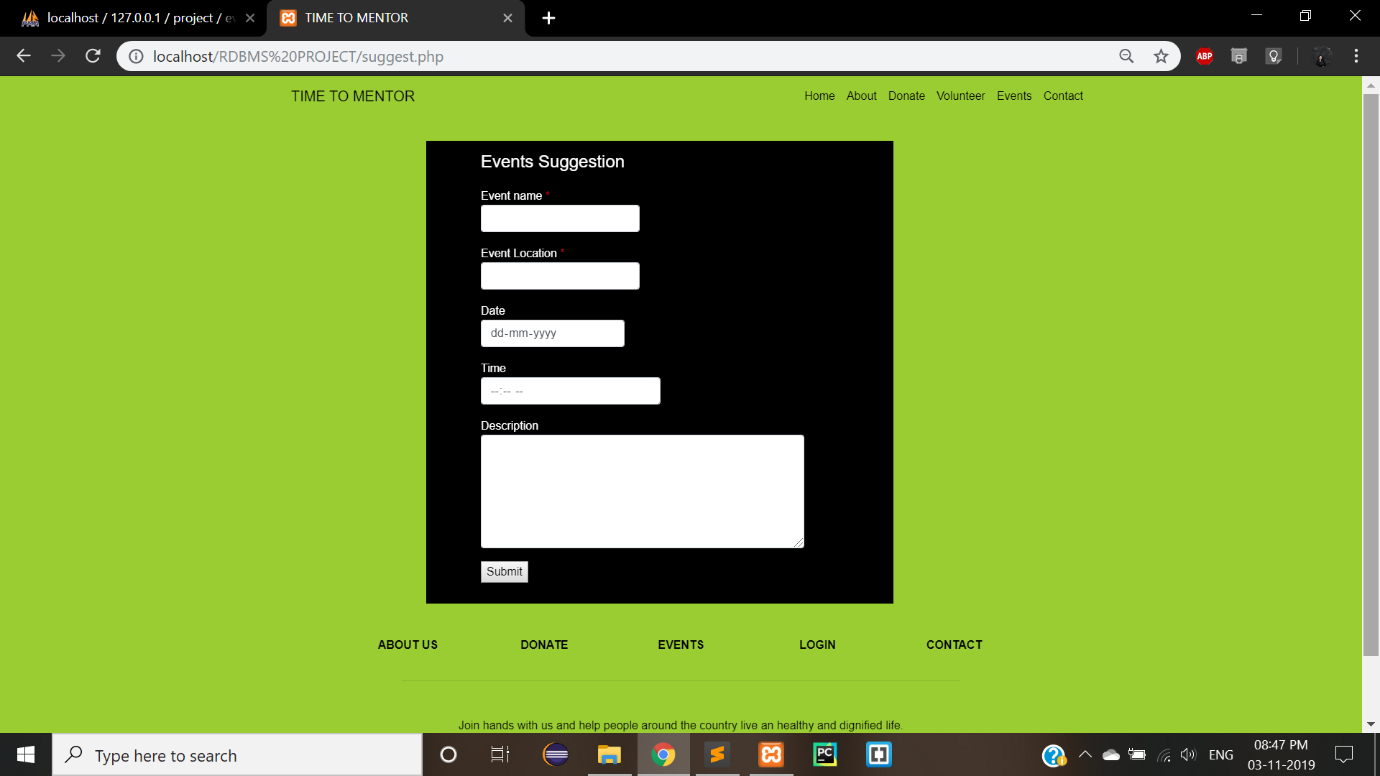 localhost / 127.0.0.1 / project / e
TIME TO MENTOR
localhost/RDBMS%20PROJECT/suggest.php
ABP
TIME TO MENTOR
Home About Donate Volunteer Events Contact
Events Suggestion
Event name *
Event Location *
Date
dd-mm-yyyy
Time
--:-- --
Description
Submit
ABOUT US DONATE EVENTS LOGIN CONTACT
Join hands with us and help people around the country live an healthy and dignified life.
Type here to search
PC
ENG
08:47 PM
03-11-2019